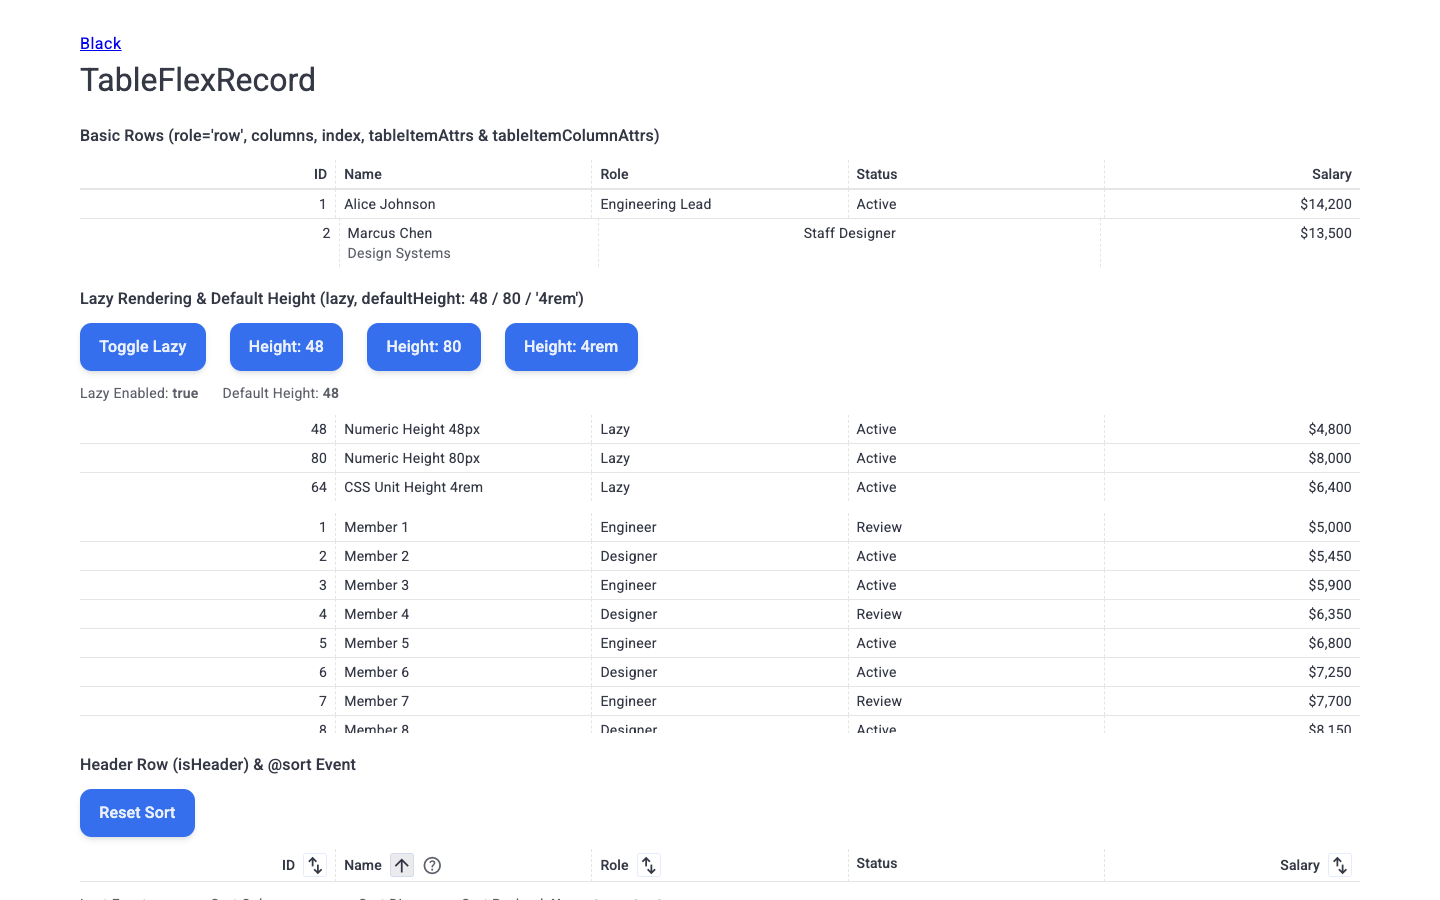 Black
TableFlexRecord
Basic Rows (role='row', columns, index, tableItemAttrs & tableItemColumnAttrs)
ID Name Role Status Salary
1 Alice Johnson Engineering Lead Active $14,200
2 Marcus Chen Staff Designer $13,500
Design Systems
Lazy Rendering & Default Height (lazy, defaultHeight: 48 / 80 / '4rem')
Toggle Lazy Height: 48 Height: 80 Height: 4rem
Lazy Enabled: true Default Height: 48
48 Numeric Height 48px Lazy Active $4,800
80 Numeric Height 80px Lazy Active $8,000
64 CSS Unit Height 4rem Lazy Active $6,400
1 Member 1 Engineer Review $5,000
2 Member 2 Designer Active $5,450
3 Member 3 Engineer Active $5,900
4 Member 4 Designer Review $6,350
5 Member 5 Engineer Active $6,800
6 Member 6 Designer Active $7,250
7 Member 7 Engineer Review $7,700
8 Member 8 Designer Active $8,150
Header Row (isHeader) & @sort Event
Reset Sort
ID Name Role Status Salary